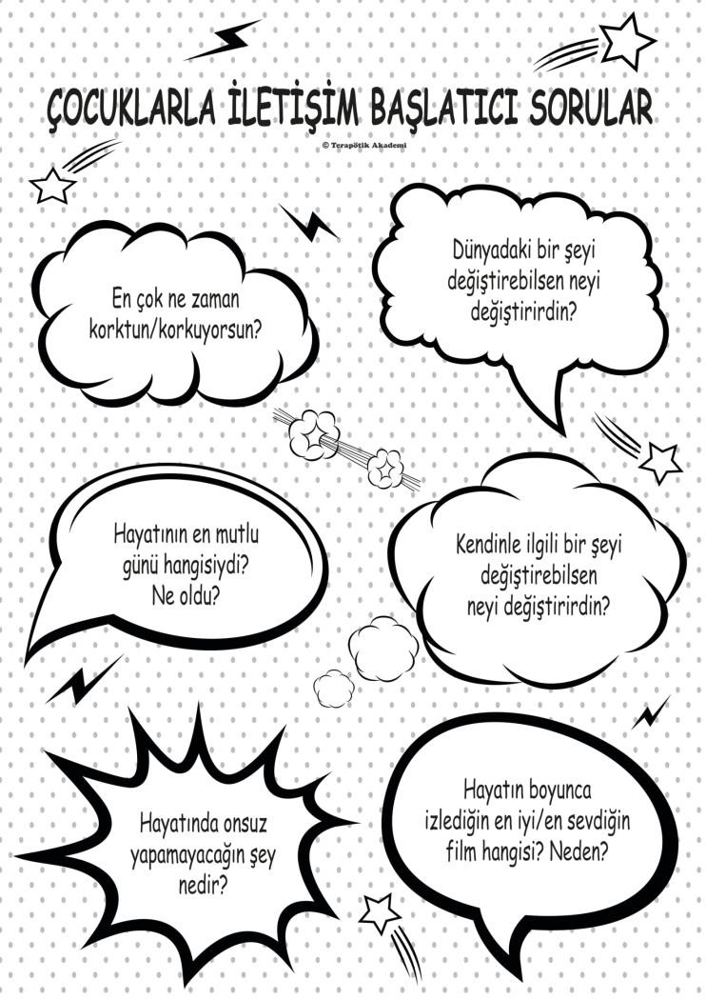 ÇOCUKLARLA İLETİŞİM BAŞLATICI SORULAR
© Terapötik Akademi
En çok ne zaman
korktun/korkuyorsun?
Dünyadaki bir şeyi
değiştirebilsen neyi
değiştirirdin?
Hayatının en mutlu
günü hangisiydi?
Ne oldu?
Kendinle ilgili bir şeyi
değiştirebilsen
neyi değiştirirdin?
Hayatında onsuz
yapamayacağın şey
nedir?
Hayatın boyunca
izlediğin en iyi/en sevdiğin
film hangisi? Neden?